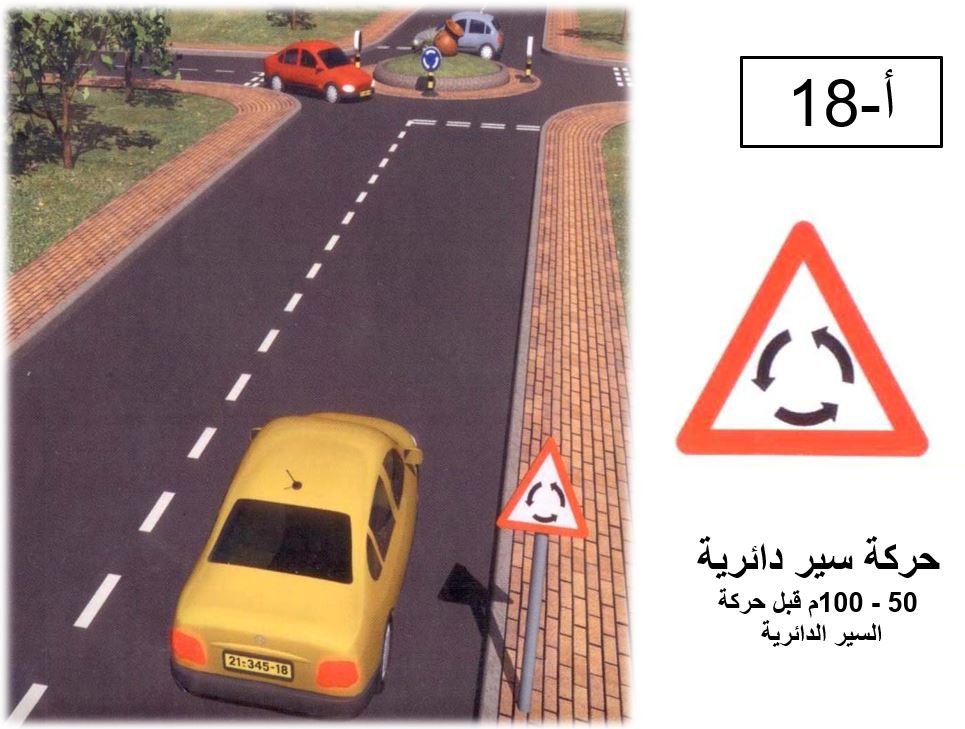 أ-18
حركة سير دائرية
50 - 100م قبل حركة
السير الدائرية
21-345-18